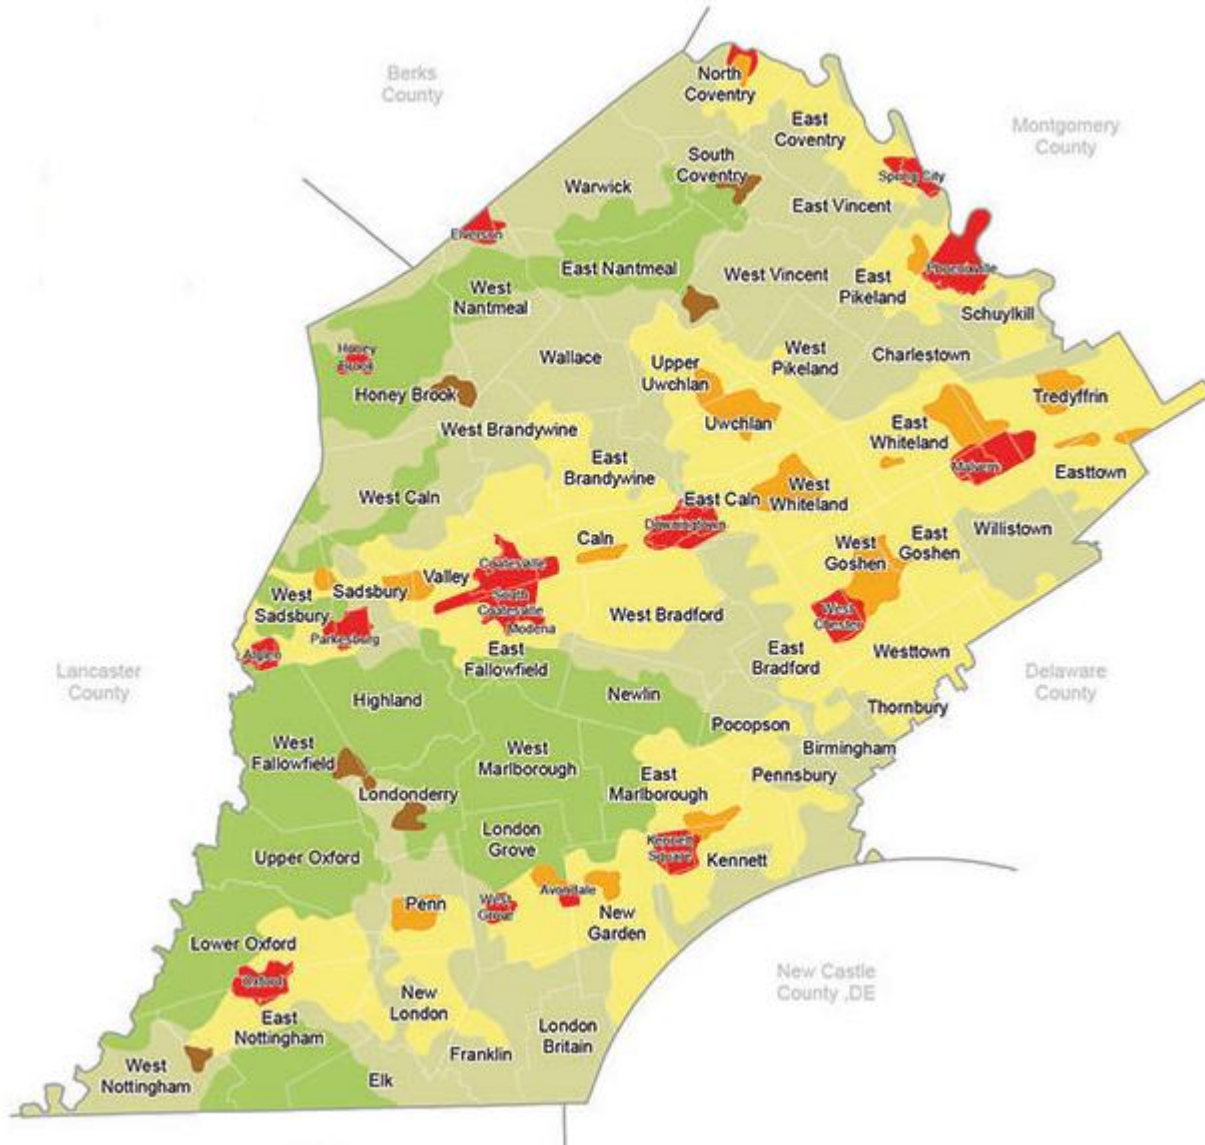 Berks
County
North
Coventry
East
Coventry
Montgomery
County
South
Coventry
Warwick
Spring City
East Vincent
Elverson
East Nantmeal
West Vincent
Phoenixville
West
Nantmeal
East
Pikeland
Schuylkill
Honey
Brook
Wallace
Upper
Uwchlan
West
Pikeland
Charlestown
Honey Brook
Tredyffrin
Uwchlan
East
Whiteland
West Brandywine
East
Brandywine
Malvern
Easttown
West Caln
East Caln
West
Whiteland
Downingtown
Willistown
Caln
West
Goshen
East
Goshen
Coatesville
Valley
Sadsbury
West
Sadsbury
South
Coatesville
Modena
West Bradford
West
Chester
Parkesburg
Atglen
East
Fallowfield
East
Bradford
Westtown
Lancaster
County
Delaware
County
Highland
Newlin
Thornbury
Pocopson
West
Fallowfield
West
Marlborough
Birmingham
East
Marlborough
Pennsbury
Londonderry
London
Grove
Kennett
Square
Kennett
Upper Oxford
Penn
West
Grove
Avondale
New
Garden
Lower Oxford
Oxford
New Castle
County ,DE
New
London
East
Nottingham
London
Britain
Franklin
West
Nottingham
Elk